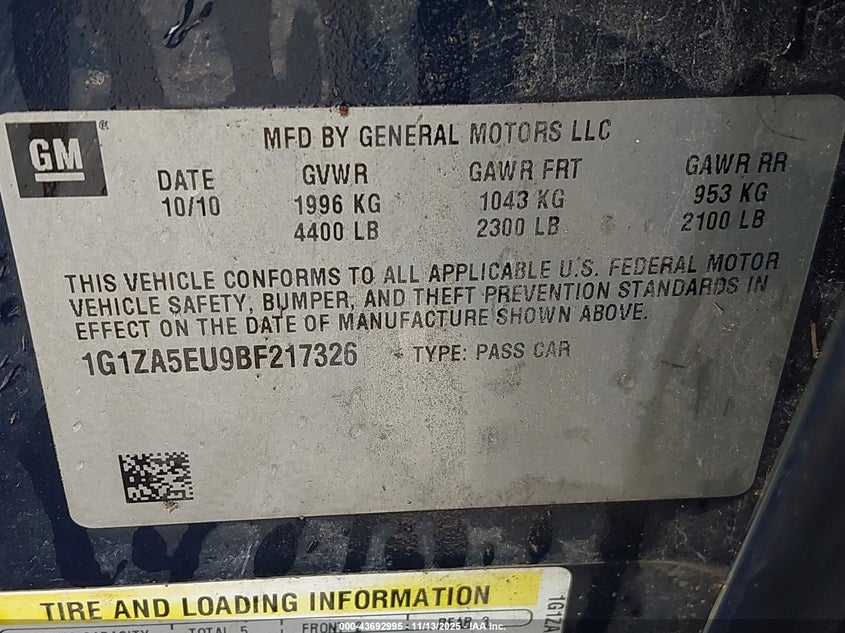 GM
MFD BY GENERAL MOTORS LLC
DATE GVWR GAWR FRT GAWR RR
10/10 1996 KG 1043 KG 953 KG
4400 LB 2300 LB 2100 LB
THIS VEHICLE CONFORMS TO ALL APPLICABLE U.S. FEDERAL MOTOR
VEHICLE SAFETY, BUMPER, AND THEFT PREVENTION STANDARDS IN
EFFECT ON THE DATE OF MANUFACTURE SHOWN ABOVE.
1G1ZA5EU9BF217326 TYPE: PASS CAR
TIRE AND LOADING INFORMATION
1G1ZA
TOTAL 5
000-43692995 - 11/13/2025 - IAA Inc.